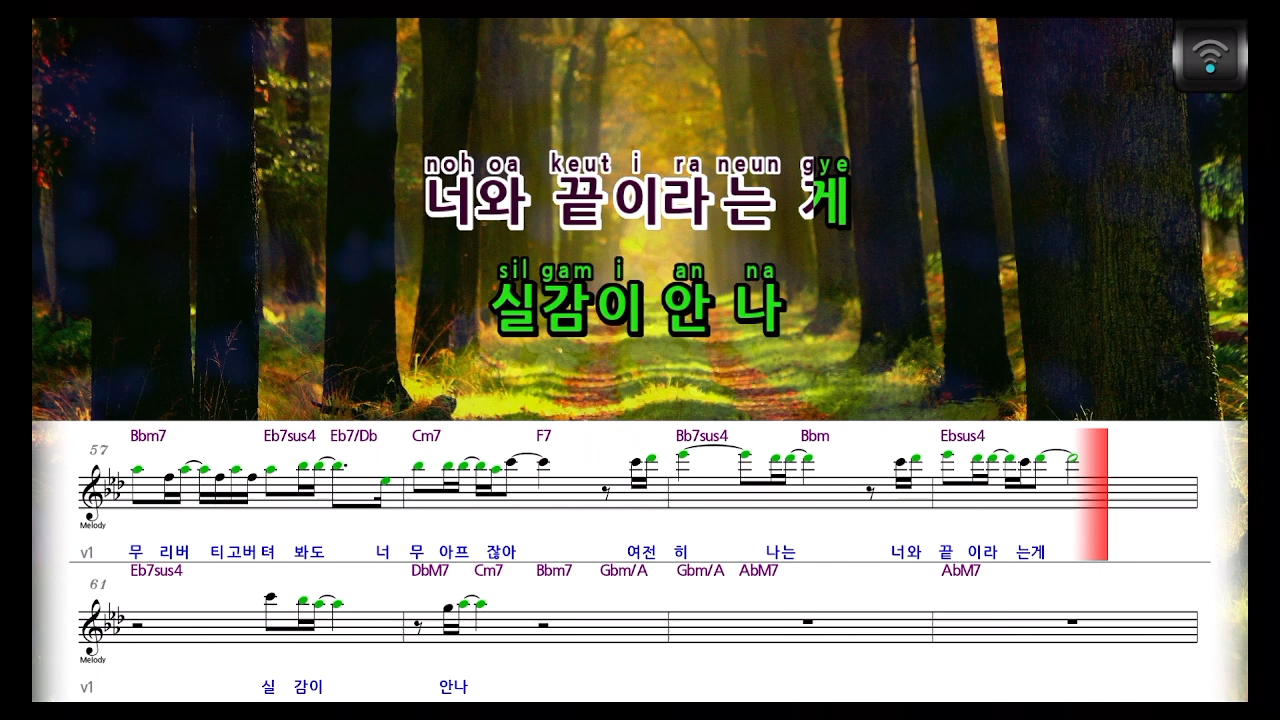 noh oa keut i ra neun gye
너와 끝이라는 게
sil gam i an na
실감이 안 나
Bbm7 Eb7sus4 Eb7/Db Cm7 F7 Bb7sus4 Bbm Ebsus4
57
Melody
v1 무 리버 티고버텨 봐도 너 무 아프 잖아 여전 히 나는 너와 끝 이라 는게
Eb7sus4 DbM7 Cm7 Bbm7 Gbm/A Gbm/A AbM7 AbM7
61
Melody
v1 실 감이 안나